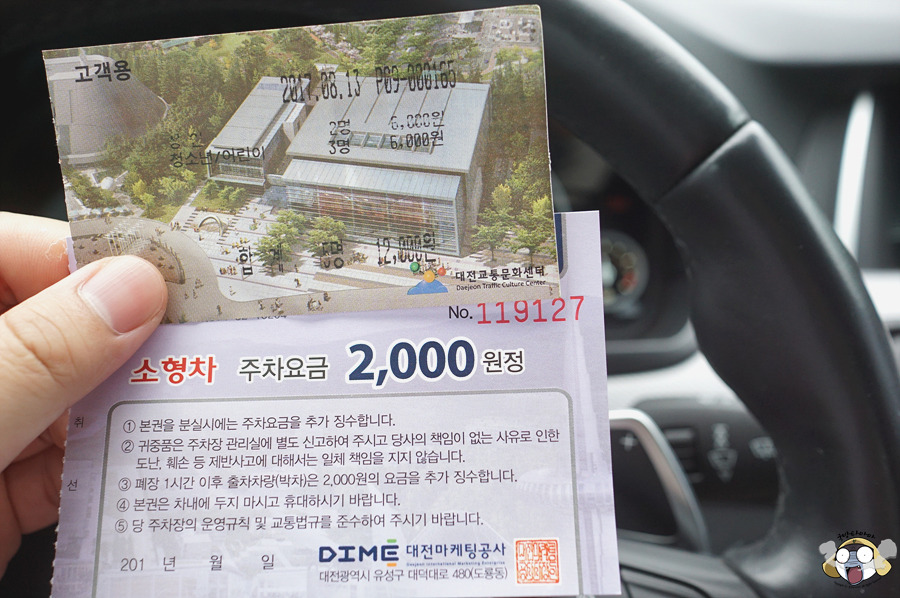 고객용
2017.08.13 P09-000165
2명 6,000원
청소년/어린이 3명 6,000원
합 계 5명 12,000원
대전교통문화센터
Daejeon Traffic Culture Center
No. 119127
소형차 주차요금 2,000 원정
취
선
① 본권을 분실시에는 주차요금을 추가 징수합니다.
② 귀중품은 주차장 관리실에 별도 신고하여 주시고 당사의 책임이 없는 사유로 인한
도난, 훼손 등 제반사고에 대해서는 일체 책임을 지지 않습니다.
③ 폐장 1시간 이후 출차차량(박차)은 2,000원의 요금을 추가 징수합니다.
④ 본권은 차내에 두지 마시고 휴대하시기 바랍니다.
⑤ 당 주차장의 운영규칙 및 교통법규를 준수하여 주시기 바랍니다.
201 년 월 일
DIME 대전마케팅공사
Daejeon International Marketing Enterprise
대전광역시 유성구 대덕대로 480(도룡동)